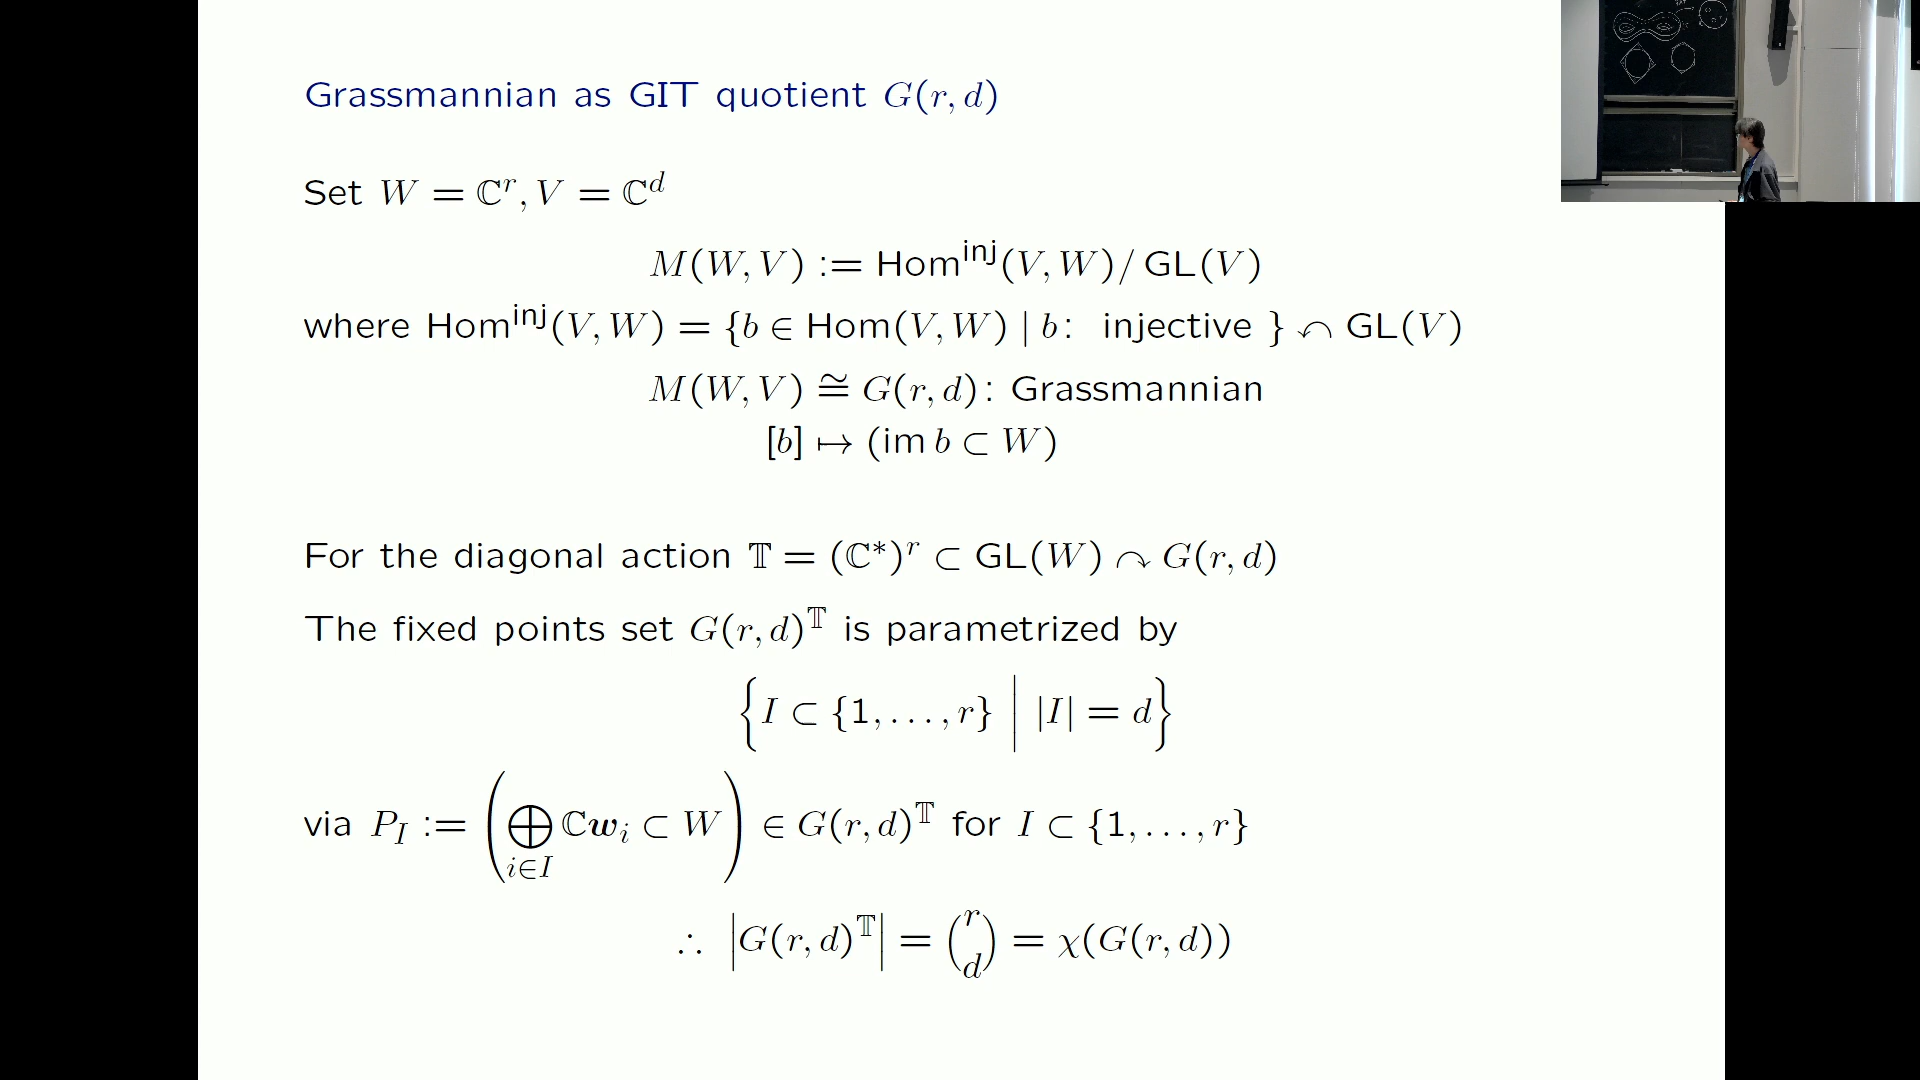 Grassmannian as GIT quotient G(r, d)
Set W = ℂ^r, V = ℂ^d
M(W, V) := Hom^inj(V, W)/ GL(V)
where Hom^inj(V, W) = {b ∈ Hom(V, W) | b: injective } ↶ GL(V)
M(W, V) ≅ G(r, d): Grassmannian
[b] ↦ (im b ⊂ W)
For the diagonal action 𝕋 = (ℂ*)^r ⊂ GL(W) ↷ G(r, d)
The fixed points set G(r, d)^𝕋 is parametrized by
{I ⊂ {1, . . . , r} | |I| = d}
via P_I := (⊕_{i∈I} ℂ𝒘_i ⊂ W) ∈ G(r, d)^𝕋 for I ⊂ {1, . . . , r}
∴ |G(r, d)^𝕋| = (r d) = χ(G(r, d))